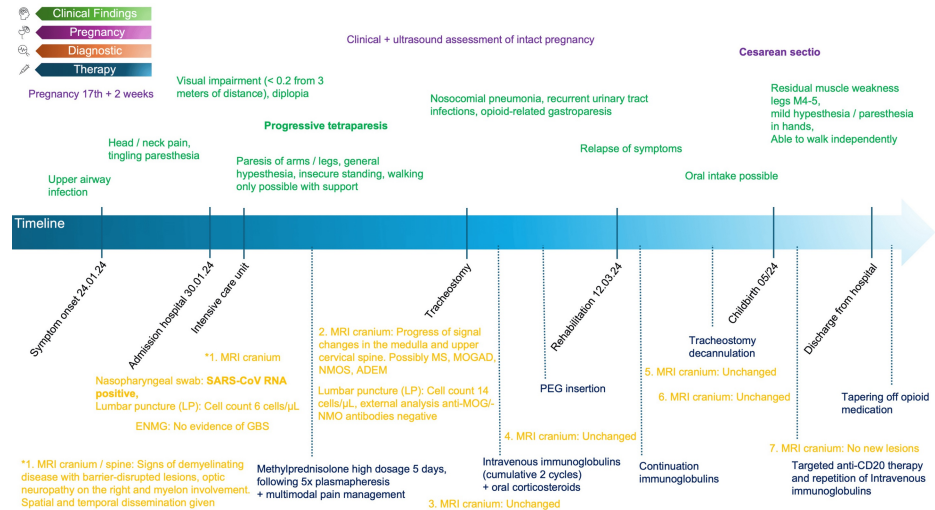 Clinical Findings
Pregnancy
Diagnostic
Therapy
Pregnancy 17th + 2 weeks
Clinical + ultrasound assessment of intact pregnancy
Cesarean sectio
Visual impairment (< 0.2 from 3
meters of distance), diplopia
Nosocomial pneumonia, recurrent urinary tract
infections, opioid-related gastroparesis
Residual muscle weakness
legs M4-5,
mild hypesthesia / paresthesia
in hands,
Able to walk independently
Progressive tetraparesis
Head / neck pain,
tingling paresthesia
Relapse of symptoms
Paresis of arms / legs, general
hypesthesia, insecure standing, walking
only possible with support
Upper airway
infection
Oral intake possible
Timeline
Symptom onset 24.01.24
Admission hospital 30.01.24
Intensive care unit
Tracheostomy
Rehabilitation 12.03.24
Childbirth 05/24
Discharge from hospital
*1. MRI cranium
Nasopharyngeal swab: SARS-CoV RNA
positive,
Lumbar puncture (LP): Cell count 6 cells/µL
ENMG: No evidence of GBS
2. MRI cranium: Progress of signal
changes in the medulla and upper
cervical spine. Possibly MS, MOGAD,
NMOS, ADEM
Lumbar puncture (LP): Cell count 14
cells/µL, external analysis anti-MOG/-
NMO antibodies negative
Tracheostomy
decannulation
5. MRI cranium: Unchanged
PEG insertion
6. MRI cranium: Unchanged
Tapering off opioid
medication
4. MRI cranium: Unchanged
7. MRI cranium: No new lesions
*1. MRI cranium / spine: Signs of demyelinating
disease with barrier-disrupted lesions, optic
neuropathy on the right and myelon involvement.
Spatial and temporal dissemination given
Methylprednisolone high dosage 5 days,
following 5x plasmapheresis
+ multimodal pain management
Intravenous immunoglobulins
(cumulative 2 cycles)
+ oral corticosteroids
3. MRI cranium: Unchanged
Continuation
immunoglobulins
Targeted anti-CD20 therapy
and repetition of Intravenous
immunoglobulins